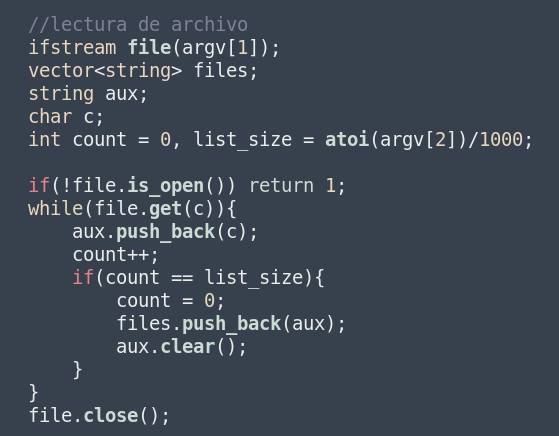 //lectura de archivo
ifstream file(argv[1]);
vector<string> files;
string aux;
char c;
int count = 0, list_size = atoi(argv[2])/1000;
if(!file.is_open()) return 1;
while(file.get(c)){
aux.push_back(c);
count++;
if(count == list_size){
count = 0;
files.push_back(aux);
aux.clear();
}
}
file.close();